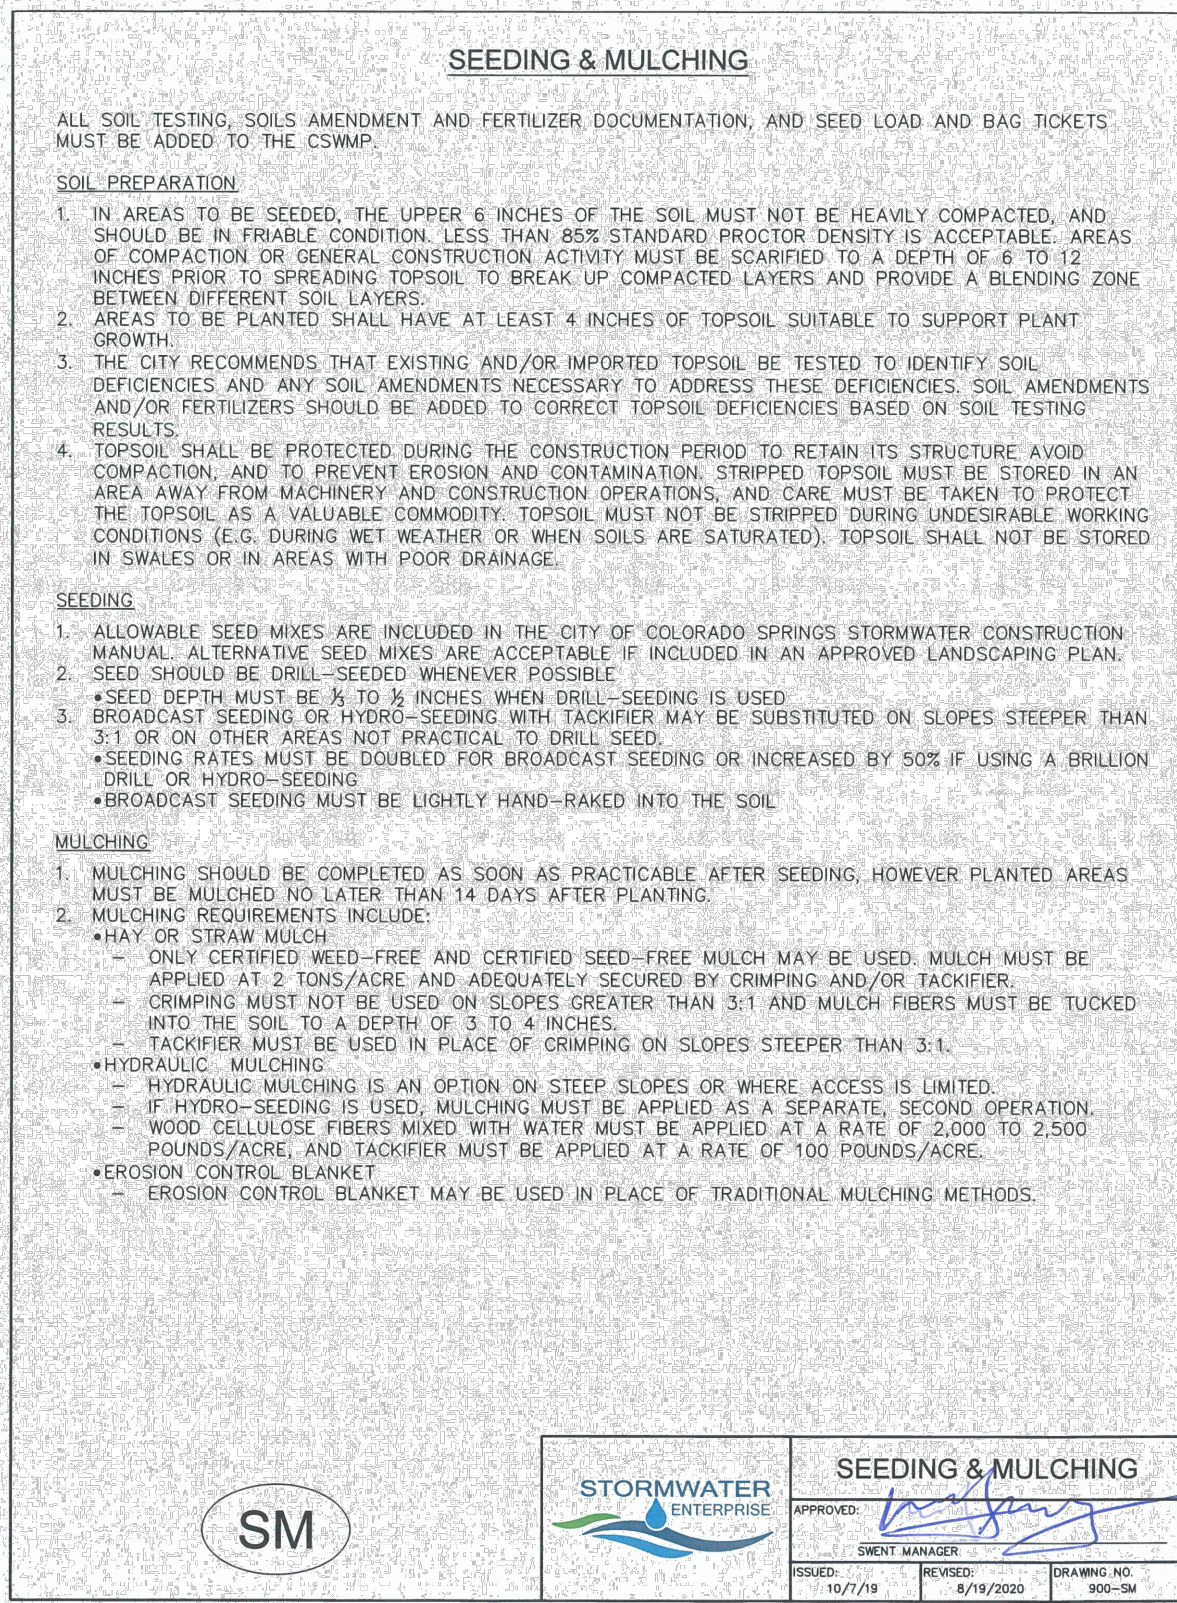 SEEDING & MULCHING
ALL SOIL TESTING, SOILS AMENDMENT AND FERTILIZER DOCUMENTATION, AND SEED LOAD AND BAG TICKETS
MUST BE ADDED TO THE CSWMP.
SOIL PREPARATION
1. IN AREAS TO BE SEEDED, THE UPPER 6 INCHES OF THE SOIL MUST NOT BE HEAVILY COMPACTED, AND
SHOULD BE IN FRIABLE CONDITION. LESS THAN 85% STANDARD PROCTOR DENSITY IS ACCEPTABLE. AREAS
OF COMPACTION OR GENERAL CONSTRUCTION ACTIVITY MUST BE SCARIFIED TO A DEPTH OF 6 TO 12
INCHES PRIOR TO SPREADING TOPSOIL TO BREAK UP COMPACTED LAYERS AND PROVIDE A BLENDING ZONE
BETWEEN DIFFERENT SOIL LAYERS.
2. AREAS TO BE PLANTED SHALL HAVE AT LEAST 4 INCHES OF TOPSOIL SUITABLE TO SUPPORT PLANT
GROWTH.
3. THE CITY RECOMMENDS THAT EXISTING AND/OR IMPORTED TOPSOIL BE TESTED TO IDENTIFY SOIL
DEFICIENCIES AND ANY SOIL AMENDMENTS NECESSARY TO ADDRESS THESE DEFICIENCIES. SOIL AMENDMENTS
AND/OR FERTILIZERS SHOULD BE ADDED TO CORRECT TOPSOIL DEFICIENCIES BASED ON SOIL TESTING
RESULTS.
4. TOPSOIL SHALL BE PROTECTED DURING THE CONSTRUCTION PERIOD TO RETAIN ITS STRUCTURE AVOID
COMPACTION, AND TO PREVENT EROSION AND CONTAMINATION. STRIPPED TOPSOIL MUST BE STORED IN AN
AREA AWAY FROM MACHINERY AND CONSTRUCTION OPERATIONS, AND CARE MUST BE TAKEN TO PROTECT
THE TOPSOIL AS A VALUABLE COMMODITY. TOPSOIL MUST NOT BE STRIPPED DURING UNDESIRABLE WORKING
CONDITIONS (E.G. DURING WET WEATHER OR WHEN SOILS ARE SATURATED). TOPSOIL SHALL NOT BE STORED
IN SWALES OR IN AREAS WITH POOR DRAINAGE.
SEEDING
1. ALLOWABLE SEED MIXES ARE INCLUDED IN THE CITY OF COLORADO SPRINGS STORMWATER CONSTRUCTION
MANUAL. ALTERNATIVE SEED MIXES ARE ACCEPTABLE IF INCLUDED IN AN APPROVED LANDSCAPING PLAN.
2. SEED SHOULD BE DRILL-SEEDED WHENEVER POSSIBLE
•SEED DEPTH MUST BE ⅓ TO ½ INCHES WHEN DRILL-SEEDING IS USED
3. BROADCAST SEEDING OR HYDRO-SEEDING WITH TACKIFIER MAY BE SUBSTITUTED ON SLOPES STEEPER THAN
3:1 OR ON OTHER AREAS NOT PRACTICAL TO DRILL SEED.
•SEEDING RATES MUST BE DOUBLED FOR BROADCAST SEEDING OR INCREASED BY 50% IF USING A BRILLION
DRILL OR HYDRO-SEEDING
•BROADCAST SEEDING MUST BE LIGHTLY HAND-RAKED INTO THE SOIL
MULCHING
1. MULCHING SHOULD BE COMPLETED AS SOON AS PRACTICABLE AFTER SEEDING, HOWEVER PLANTED AREAS
MUST BE MULCHED NO LATER THAN 14 DAYS AFTER PLANTING.
2. MULCHING REQUIREMENTS INCLUDE:
•HAY OR STRAW MULCH
– ONLY CERTIFIED WEED-FREE AND CERTIFIED SEED-FREE MULCH MAY BE USED. MULCH MUST BE
APPLIED AT 2 TONS/ACRE AND ADEQUATELY SECURED BY CRIMPING AND/OR TACKIFIER.
– CRIMPING MUST NOT BE USED ON SLOPES GREATER THAN 3:1 AND MULCH FIBERS MUST BE TUCKED
INTO THE SOIL TO A DEPTH OF 3 TO 4 INCHES.
– TACKIFIER MUST BE USED IN PLACE OF CRIMPING ON SLOPES STEEPER THAN 3:1.
•HYDRAULIC MULCHING
– HYDRAULIC MULCHING IS AN OPTION ON STEEP SLOPES OR WHERE ACCESS IS LIMITED.
– IF HYDRO-SEEDING IS USED, MULCHING MUST BE APPLIED AS A SEPARATE, SECOND OPERATION.
– WOOD CELLULOSE FIBERS MIXED WITH WATER MUST BE APPLIED AT A RATE OF 2,000 TO 2,500
POUNDS/ACRE, AND TACKIFIER MUST BE APPLIED AT A RATE OF 100 POUNDS/ACRE.
•EROSION CONTROL BLANKET
– EROSION CONTROL BLANKET MAY BE USED IN PLACE OF TRADITIONAL MULCHING METHODS.
SM
STORMWATER
ENTERPRISE
SEEDING & MULCHING
APPROVED:
SWENT MANAGER
ISSUED:
10/7/19
REVISED:
8/19/2020
DRAWING NO.
900-SM